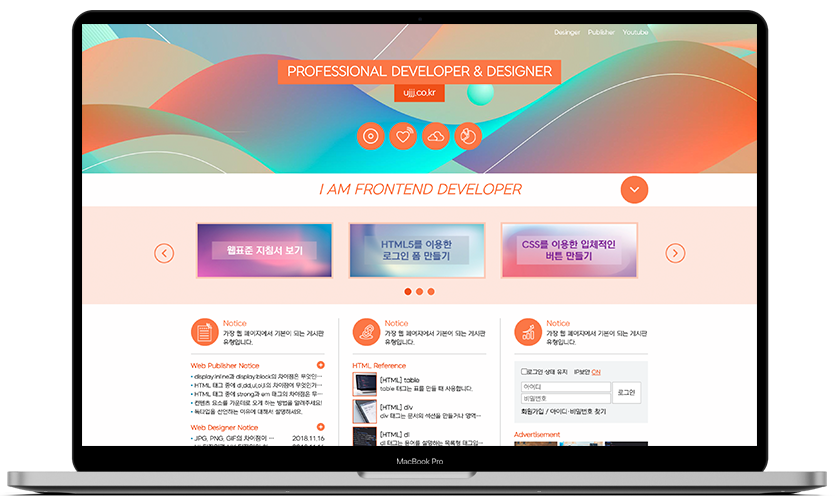 Desinger Publisher Youtube
PROFESSIONAL DEVELOPER & DESIGNER
ujjj.co.kr
I AM FRONTEND DEVELOPER
웹표준 지침서 보기
HTML5를 이용한
로그인 폼 만들기
CSS를 이용한 입체적인
버튼 만들기
Notice
가장 웹 페이지에서 기본이 되는 게시판
유형입니다.
Web Publisher Notice
display:inline과 display:block의 차이점은 무엇인…
HTML 태그 중에 dl,dd,ul,ol의 차이점에 무엇인가…
HTML 태그 중에 strong과 em 태그의 차이점은 무…
컨텐츠 요소를 가운데로 오게 하는 방법을 알려주세요!
독타입을 선언하는 이유에 대해서 설명하세요.
Web Designer Notice
JPG, PNG, GIF의 차이점이 … 2018.11.16
Notice
가장 웹 페이지에서 기본이 되는 게시판
유형입니다.
HTML Reference
[HTML] table
table 태그는 표를 만들 때 사용합니다.
[HTML] div
div 태그는 문서의 섹션을 만들거나 영역…
[HTML] dl
dl 태그는 용어를 설명하는 목록형 태그입…
Notice
가장 웹 페이지에서 기본이 되는 게시판
유형입니다.
로그인 상태 유지 IP보안 ON
아이디
비밀번호
로그인
회원가입 / 아이디·비밀번호 찾기
Advertisement
MacBook Pro